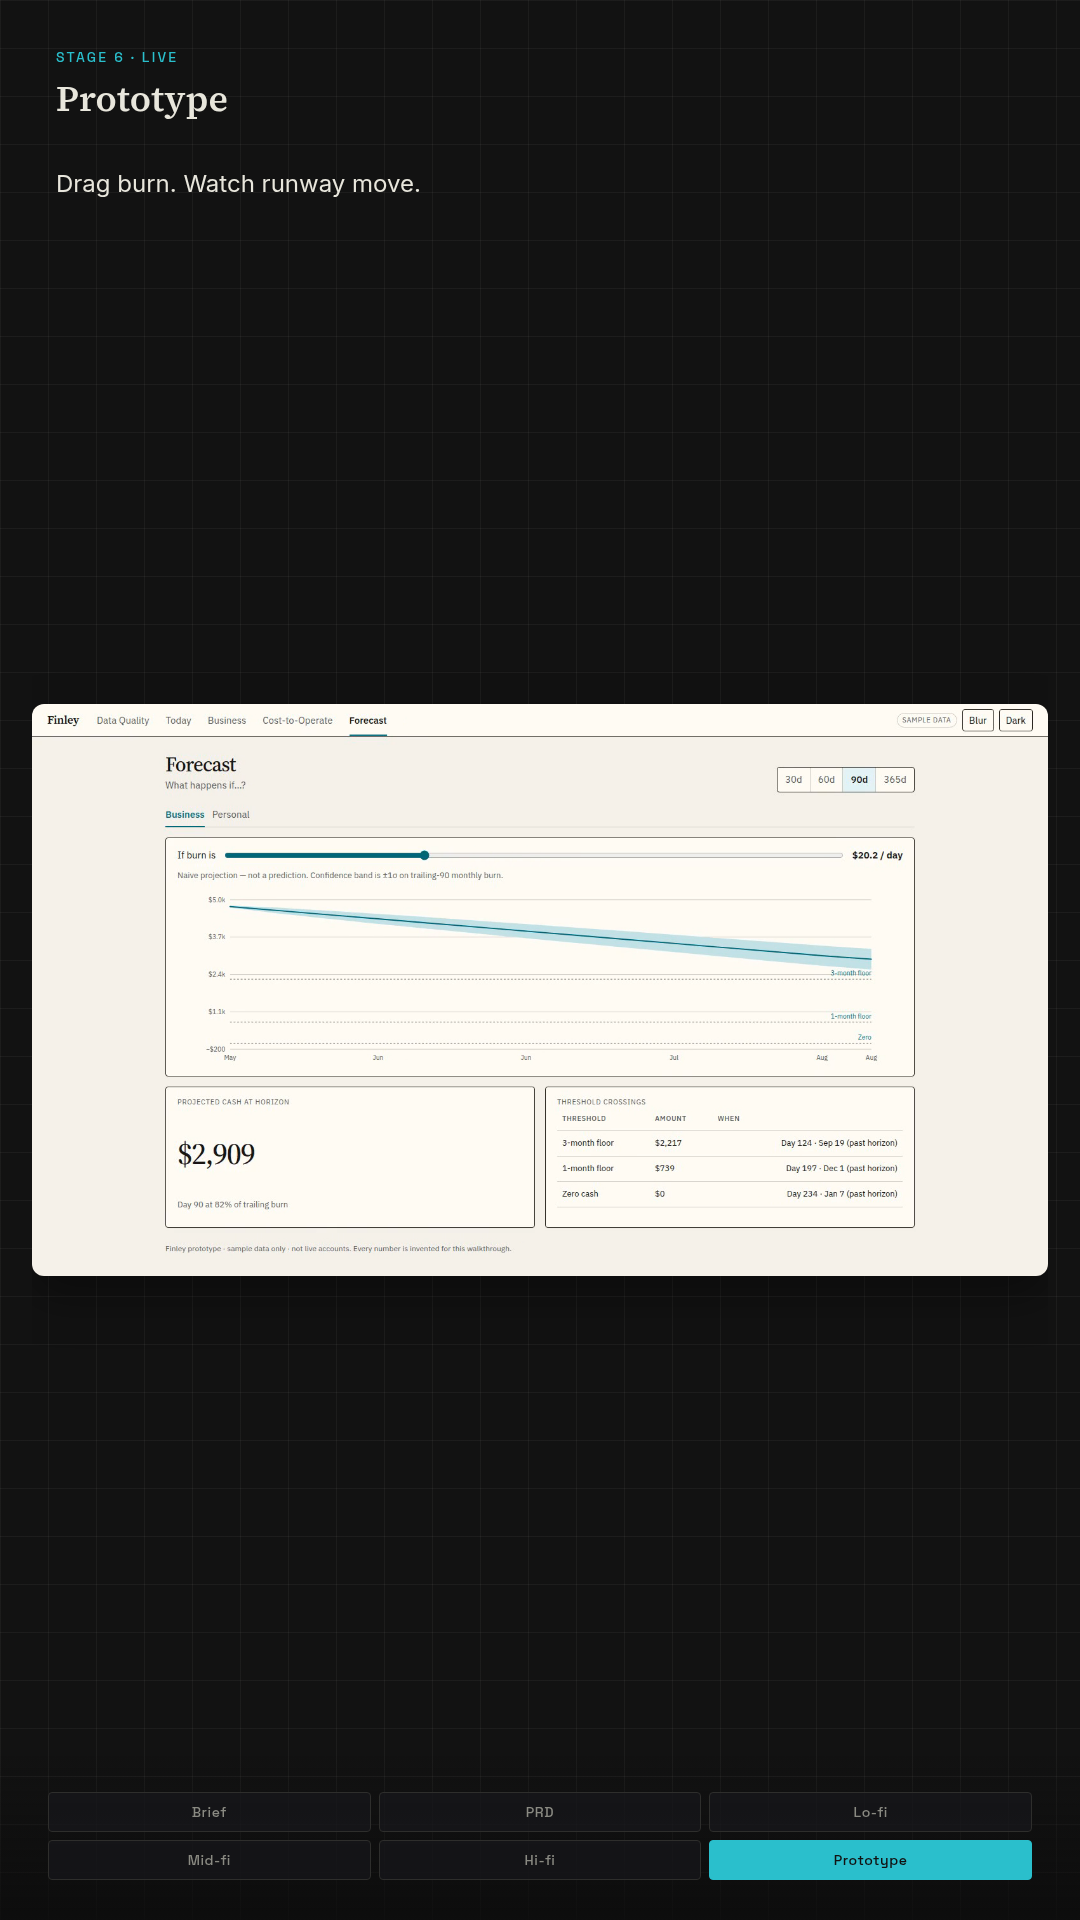 STAGE 6 · LIVE
Prototype
Drag burn. Watch runway move.
Finley Data Quality Today Business Cost-to-Operate Forecast SAMPLE DATA Blur Dark
Forecast
What happens if…?
30d 60d 90d 365d
Business Personal
If burn is $20.2 / day
Naive projection — not a prediction. Confidence band is ±1σ on trailing-90 monthly burn.
$5.0k
$3.7k
$2.4k
3-month floor
$1.1k
1-month floor
Zero
−$200
May Jun Jun Jul Aug Aug
PROJECTED CASH AT HORIZON
$2,909
Day 90 at 82% of trailing burn
THRESHOLD CROSSINGS
THRESHOLD AMOUNT WHEN
3-month floor $2,217 Day 124 · Sep 19 (past horizon)
1-month floor $739 Day 197 · Dec 1 (past horizon)
Zero cash $0 Day 234 · Jan 7 (past horizon)
Finley prototype · sample data only · not live accounts. Every number is invented for this walkthrough.
Brief PRD Lo-fi
Mid-fi Hi-fi Prototype